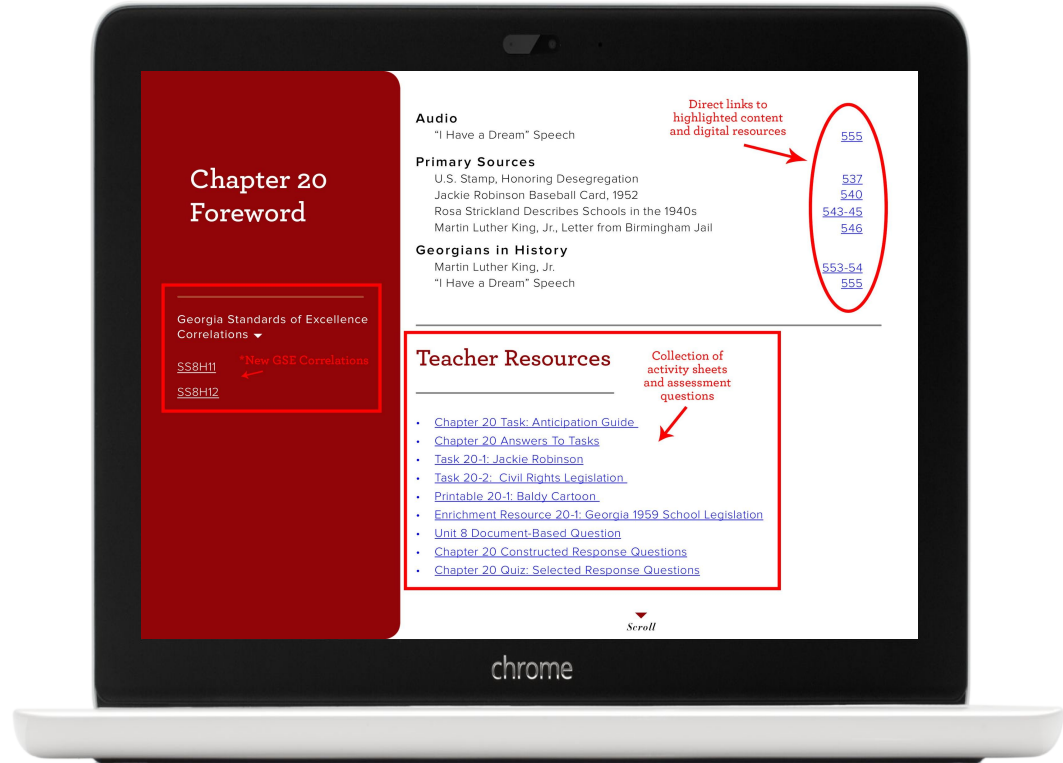 Chapter 20
Foreword
Georgia Standards of Excellence
Correlations
SS8H11
*New GSE Correlations
SS8H12
Audio
"I Have a Dream" Speech 555
Direct links to
highlighted content
and digital resources
Primary Sources
U.S. Stamp, Honoring Desegregation 537
Jackie Robinson Baseball Card, 1952 540
Rosa Strickland Describes Schools in the 1940s 543-45
Martin Luther King, Jr., Letter from Birmingham Jail 546
Georgians in History
Martin Luther King, Jr. 553-54
"I Have a Dream" Speech 555
Teacher Resources
Collection of
activity sheets
and assessment
questions
• Chapter 20 Task: Anticipation Guide
• Chapter 20 Answers To Tasks
• Task 20-1: Jackie Robinson
• Task 20-2: Civil Rights Legislation
• Printable 20-1: Baldy Cartoon
• Enrichment Resource 20-1: Georgia 1959 School Legislation
• Unit 8 Document-Based Question
• Chapter 20 Constructed Response Questions
• Chapter 20 Quiz: Selected Response Questions
Scroll
chrome